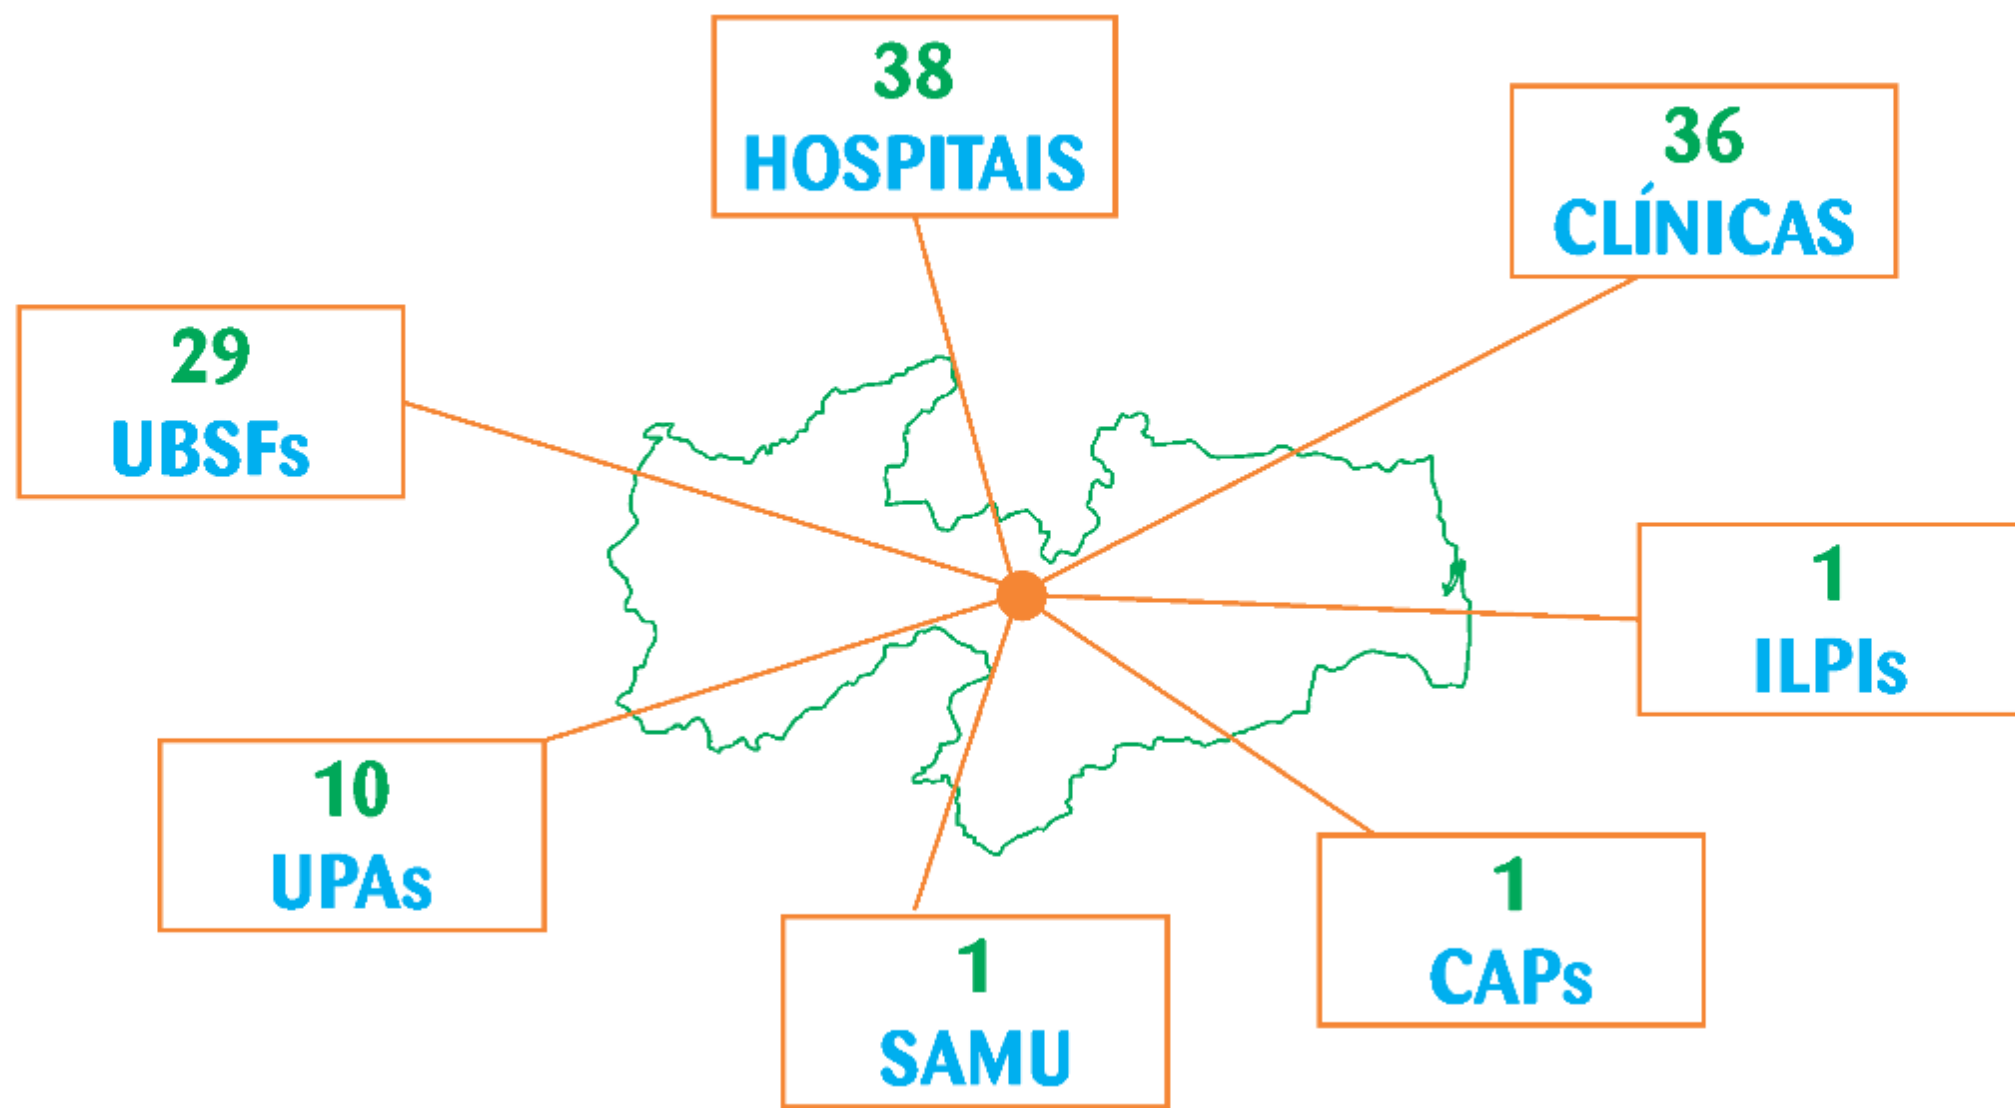 38
HOSPITAIS
36
CLÍNICAS
29
UBSFs
1
ILPIs
10
UPAs
1
CAPs
1
SAMU